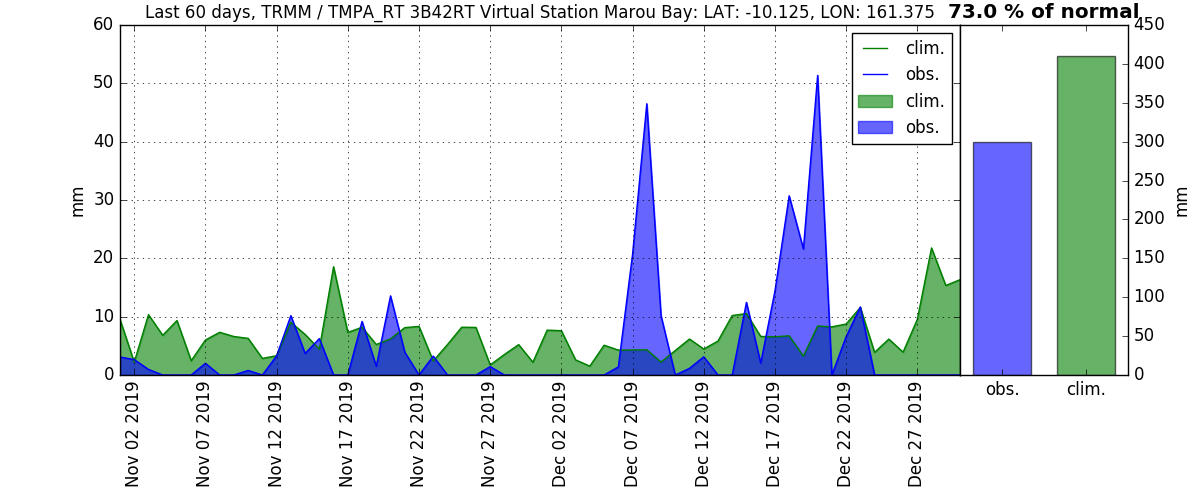 Last 60 days, TRMM / TMPA_RT 3B42RT Virtual Station Marou Bay: LAT: -10.125, LON: 161.375 73.0 % of normal
mm
60
50
40
30
20
10
0
Nov 02 2019
Nov 07 2019
Nov 12 2019
Nov 17 2019
Nov 22 2019
Nov 27 2019
Dec 02 2019
Dec 07 2019
Dec 12 2019
Dec 17 2019
Dec 22 2019
Dec 27 2019
clim.
obs.
clim.
obs.
450
400
350
300
250
200
150
100
50
0
mm
obs. clim.